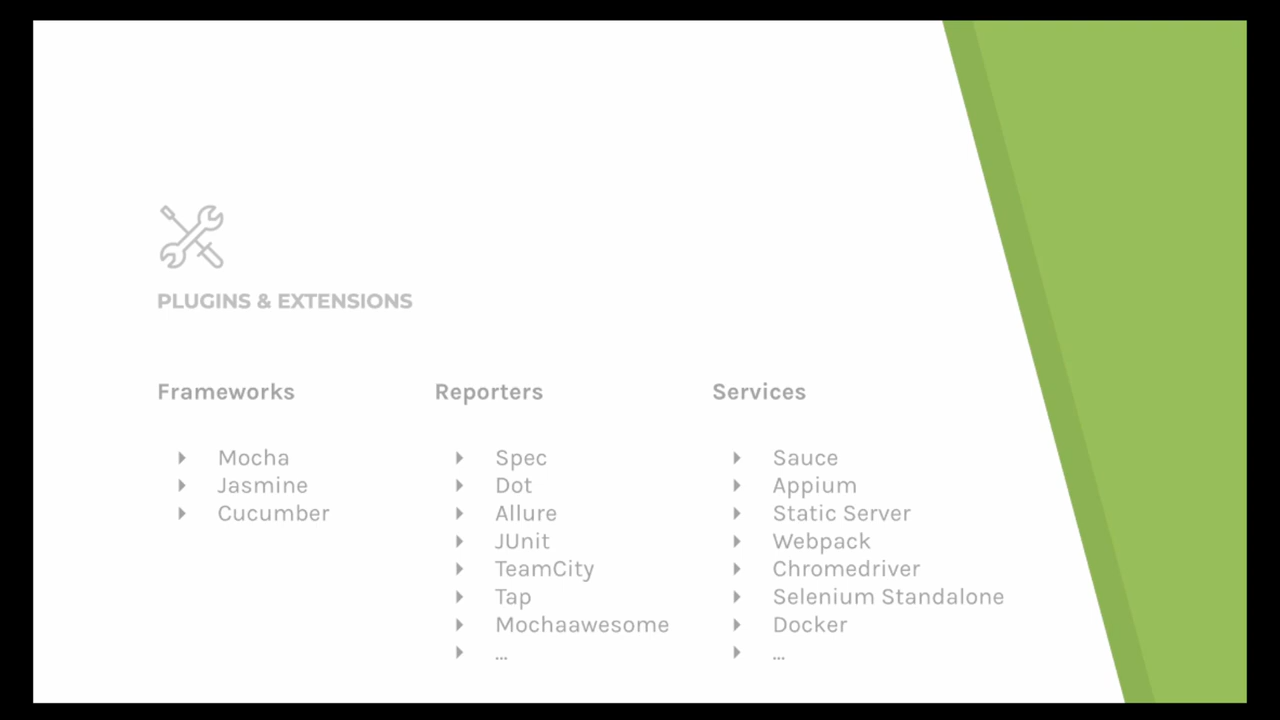 PLUGINS & EXTENSIONS
Frameworks
Mocha
Jasmine
Cucumber
Reporters
Spec
Dot
Allure
JUnit
TeamCity
Tap
Mochaawesome
...
Services
Sauce
Appium
Static Server
Webpack
Chromedriver
Selenium Standalone
Docker
...